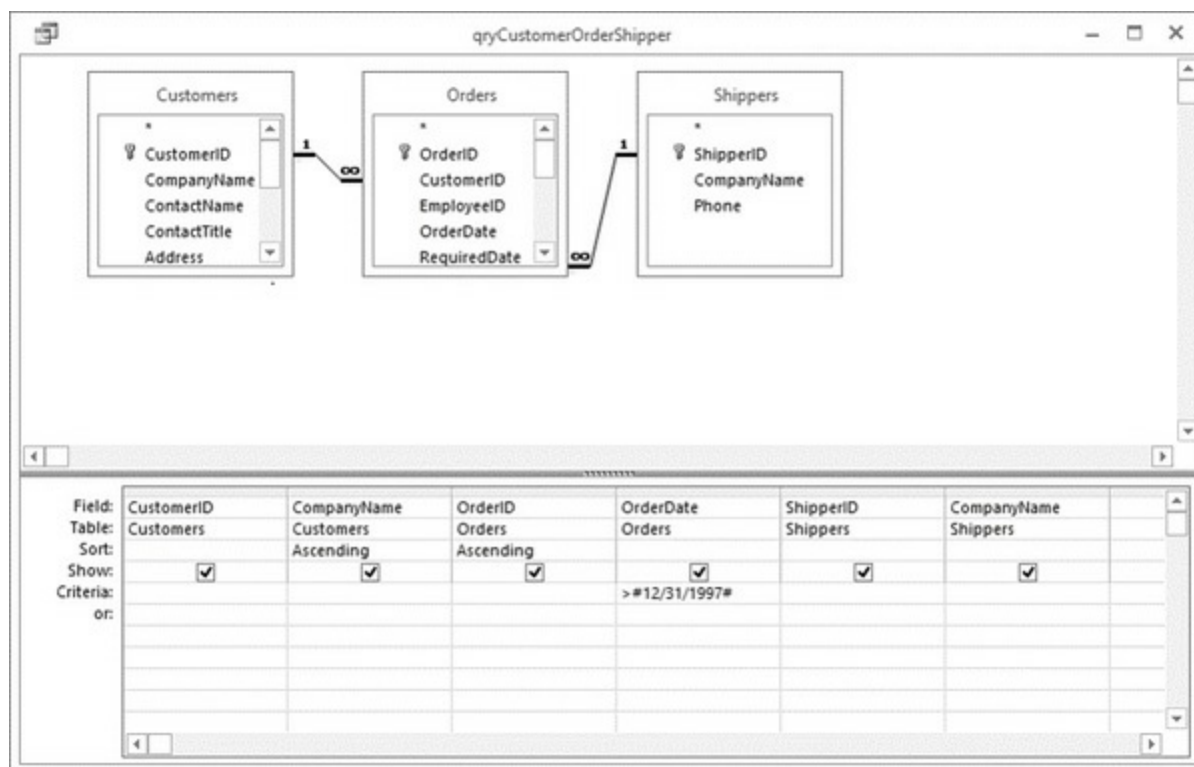 qryCustomerOrderShipper
Customers
*
CustomerID
CompanyName
ContactName
ContactTitle
Address
1
∞
Orders
*
OrderID
CustomerID
EmployeeID
OrderDate
RequiredDate
∞
1
Shippers
*
ShipperID
CompanyName
Phone
Field: CustomerID CompanyName OrderID OrderDate ShipperID CompanyName
Table: Customers Customers Orders Orders Shippers Shippers
Sort: Ascending Ascending
Show:
Criteria: >#12/31/1997#
or: